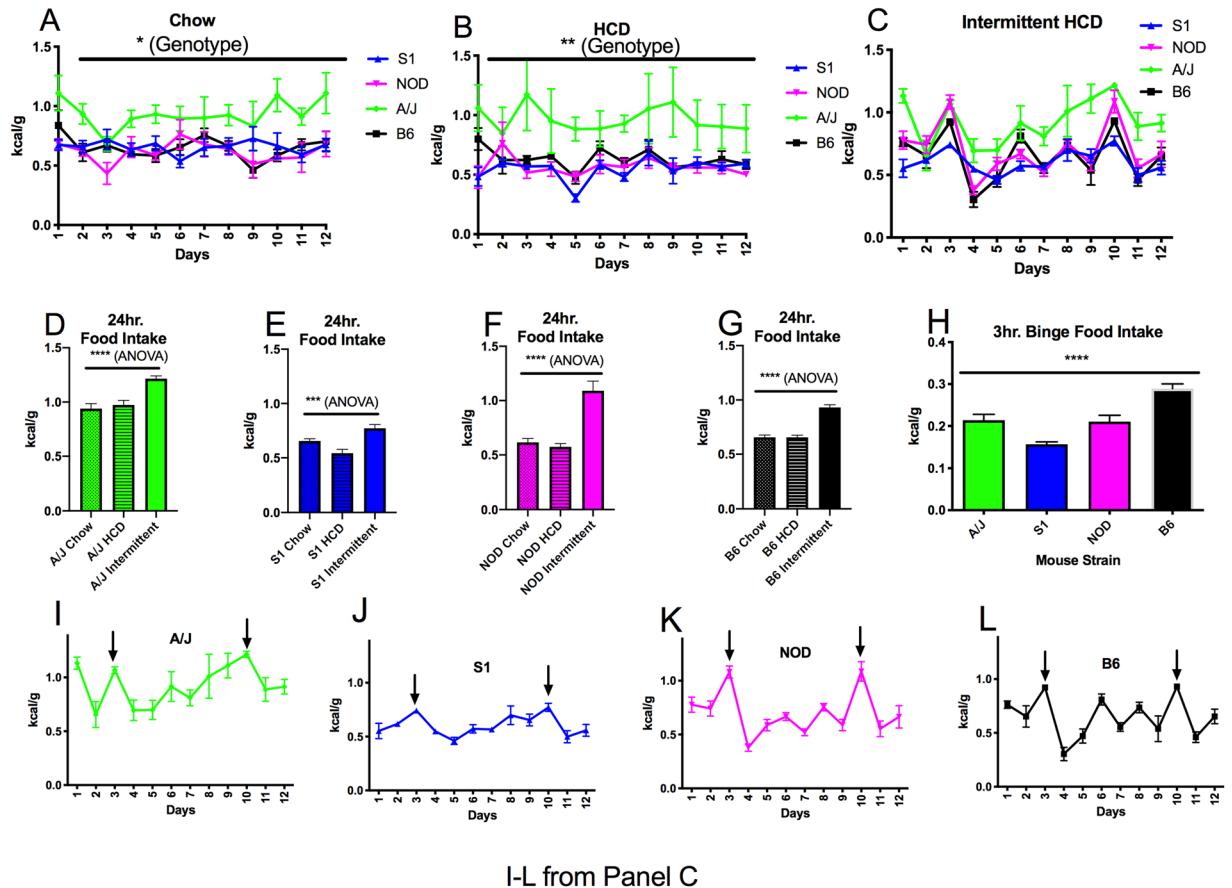 A
Chow
* (Genotype)
kcal/g
1.5
1.0
0.5
0.0
1 2 3 4 5 6 7 8 9 10 11 12
Days
S1
NOD
A/J
B6
B
HCD
** (Genotype)
kcal/g
1.5
1.0
0.5
0.0
1 2 3 4 5 6 7 8 9 10 11 12
Days
S1
NOD
A/J
B6
C
Intermittent HCD
kcal/g
1.5
1.0
0.5
0.0
1 2 3 4 5 6 7 8 9 10 11 12
Days
S1
NOD
A/J
B6
D
24hr.
Food Intake
**** (ANOVA)
kcal/g
1.5
1.0
0.5
0.0
A/J Chow
A/J HCD
A/J Intermittent
E
24hr.
Food Intake
*** (ANOVA)
kcal/g
1.5
1.0
0.5
0.0
S1 Chow
S1 HCD
S1 Intermittent
F
24hr.
Food Intake
**** (ANOVA)
kcal/g
1.5
1.0
0.5
0.0
NOD Chow
NOD HCD
NOD Intermittent
G
24hr.
Food Intake
**** (ANOVA)
kcal/g
1.5
1.0
0.5
0.0
B6 Chow
B6 HCD
B6 Intermittent
H
3hr. Binge Food Intake
****
kcal/g
0.4
0.3
0.2
0.1
0.0
A/J
S1
NOD
B6
Mouse Strain
I
A/J
kcal/g
1.5
1.0
0.5
0.0
1 2 3 4 5 6 7 8 9 10 11 12
Days
J
S1
kcal/g
1.5
1.0
0.5
0.0
1 2 3 4 5 6 7 8 9 10 11 12
Days
K
NOD
kcal/g
1.5
1.0
0.5
0.0
1 2 3 4 5 6 7 8 9 10 11 12
Days
L
B6
kcal/g
1.5
1.0
0.5
0.0
1 2 3 4 5 6 7 8 9 10 11 12
Days
I-L from Panel C